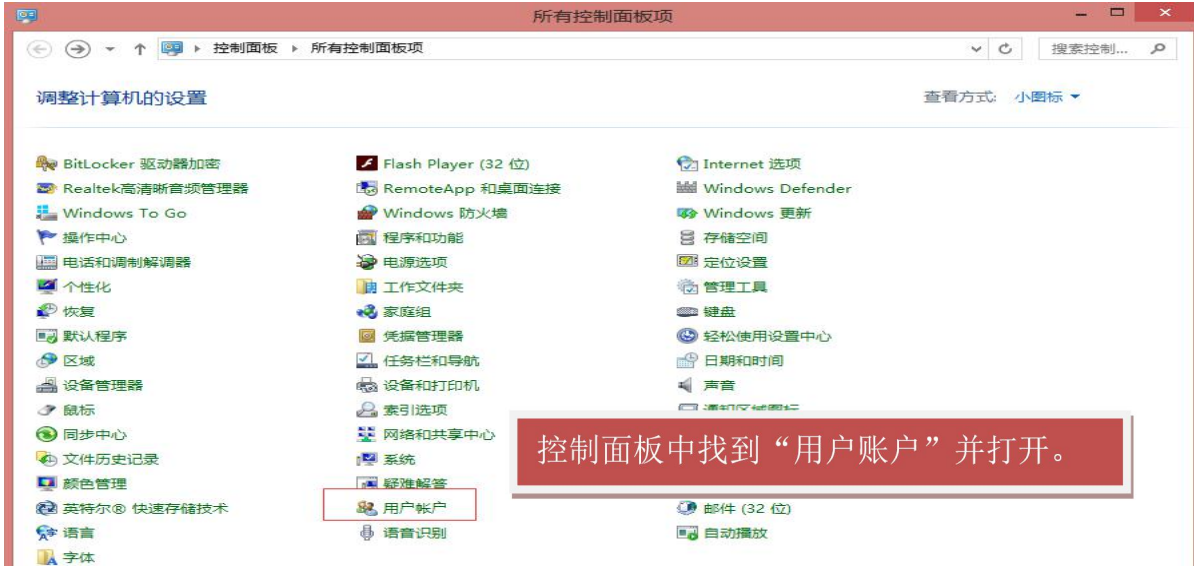 所有控制面板项
控制面板 所有控制面板项
搜索控制...
调整计算机的设置
查看方式: 小图标
BitLocker 驱动器加密 Flash Player (32 位) Internet 选项
Realtek高清晰音频管理器 RemoteApp 和桌面连接 Windows Defender
Windows To Go Windows 防火墙 Windows 更新
操作中心 程序和功能 存储空间
电话和调制解调器 电源选项 定位设置
个性化 工作文件夹 管理工具
恢复 家庭组 键盘
默认程序 凭据管理器 轻松使用设置中心
区域 任务栏和导航 日期和时间
设备管理器 设备和打印机 声音
鼠标 索引选项 通知区域图标
同步中心 网络和共享中心
控制面板中找到“用户账户”并打开。
文件历史记录 系统
颜色管理 疑难解答
英特尔® 快速存储技术 用户帐户 邮件 (32 位)
语言 语音识别 自动播放
字体